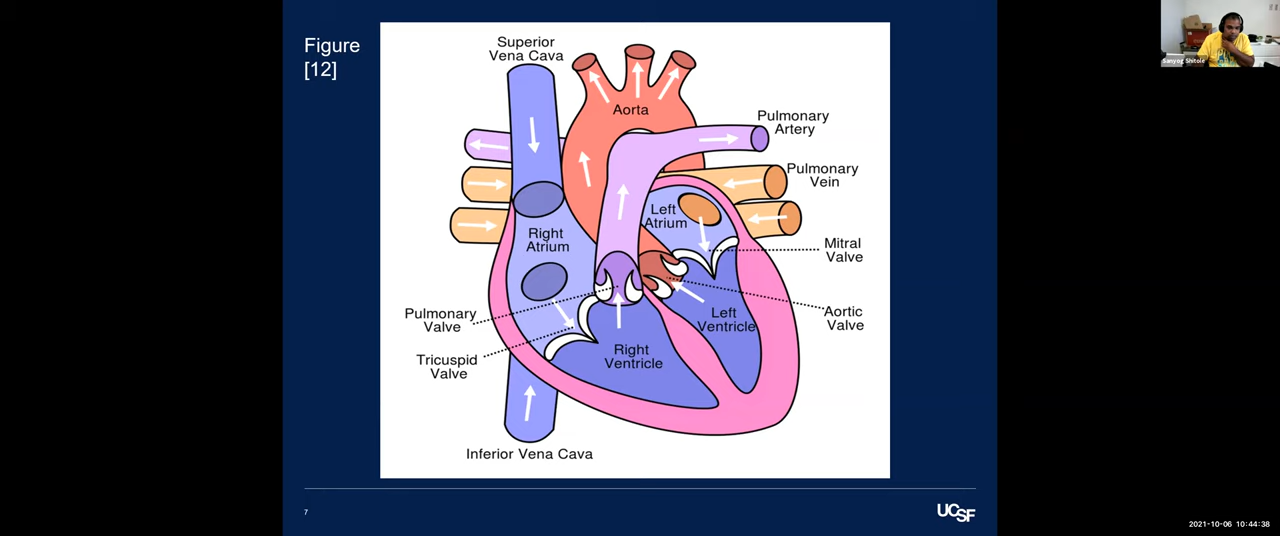 Figure
[12]
Superior
Vena Cava
Aorta
Pulmonary
Artery
Pulmonary
Vein
Left
Atrium
Right
Atrium
Mitral
Valve
Pulmonary
Valve
Left
Ventricle
Aortic
Valve
Right
Ventricle
Tricuspid
Valve
Inferior Vena Cava
7
UCSF
Sanyog Shitole
2021-10-06 10:44:38